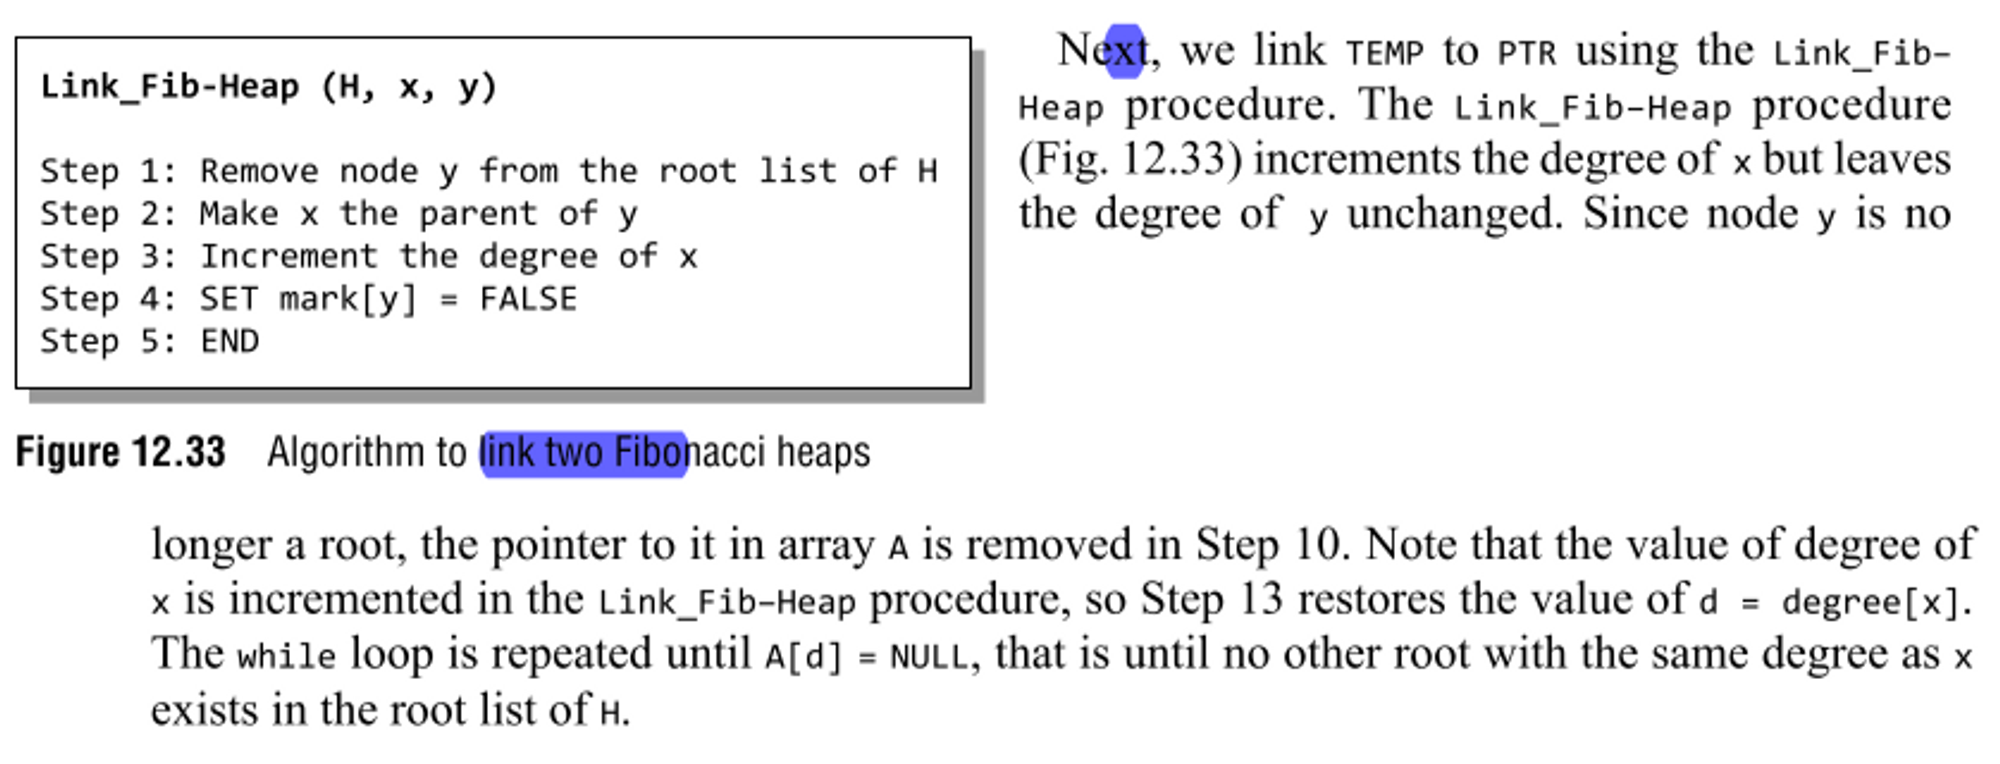 Link_Fib-Heap (H, x, y)
Step 1: Remove node y from the root list of H
Step 2: Make x the parent of y
Step 3: Increment the degree of x
Step 4: SET mark[y] = FALSE
Step 5: END
Figure 12.33 Algorithm to link two Fibonacci heaps
Next, we link TEMP to PTR using the Link_Fib-
Heap procedure. The Link_Fib-Heap procedure
(Fig. 12.33) increments the degree of x but leaves
the degree of y unchanged. Since node y is no
longer a root, the pointer to it in array A is removed in Step 10. Note that the value of degree of
x is incremented in the Link_Fib-Heap procedure, so Step 13 restores the value of d = degree[x].
The while loop is repeated until A[d] = NULL, that is until no other root with the same degree as x
exists in the root list of H.